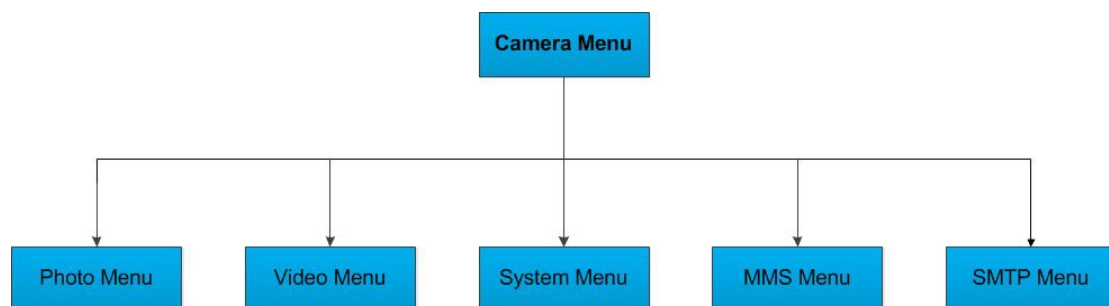 Camera Menu
Photo Menu
Video Menu
System Menu
MMS Menu
SMTP Menu